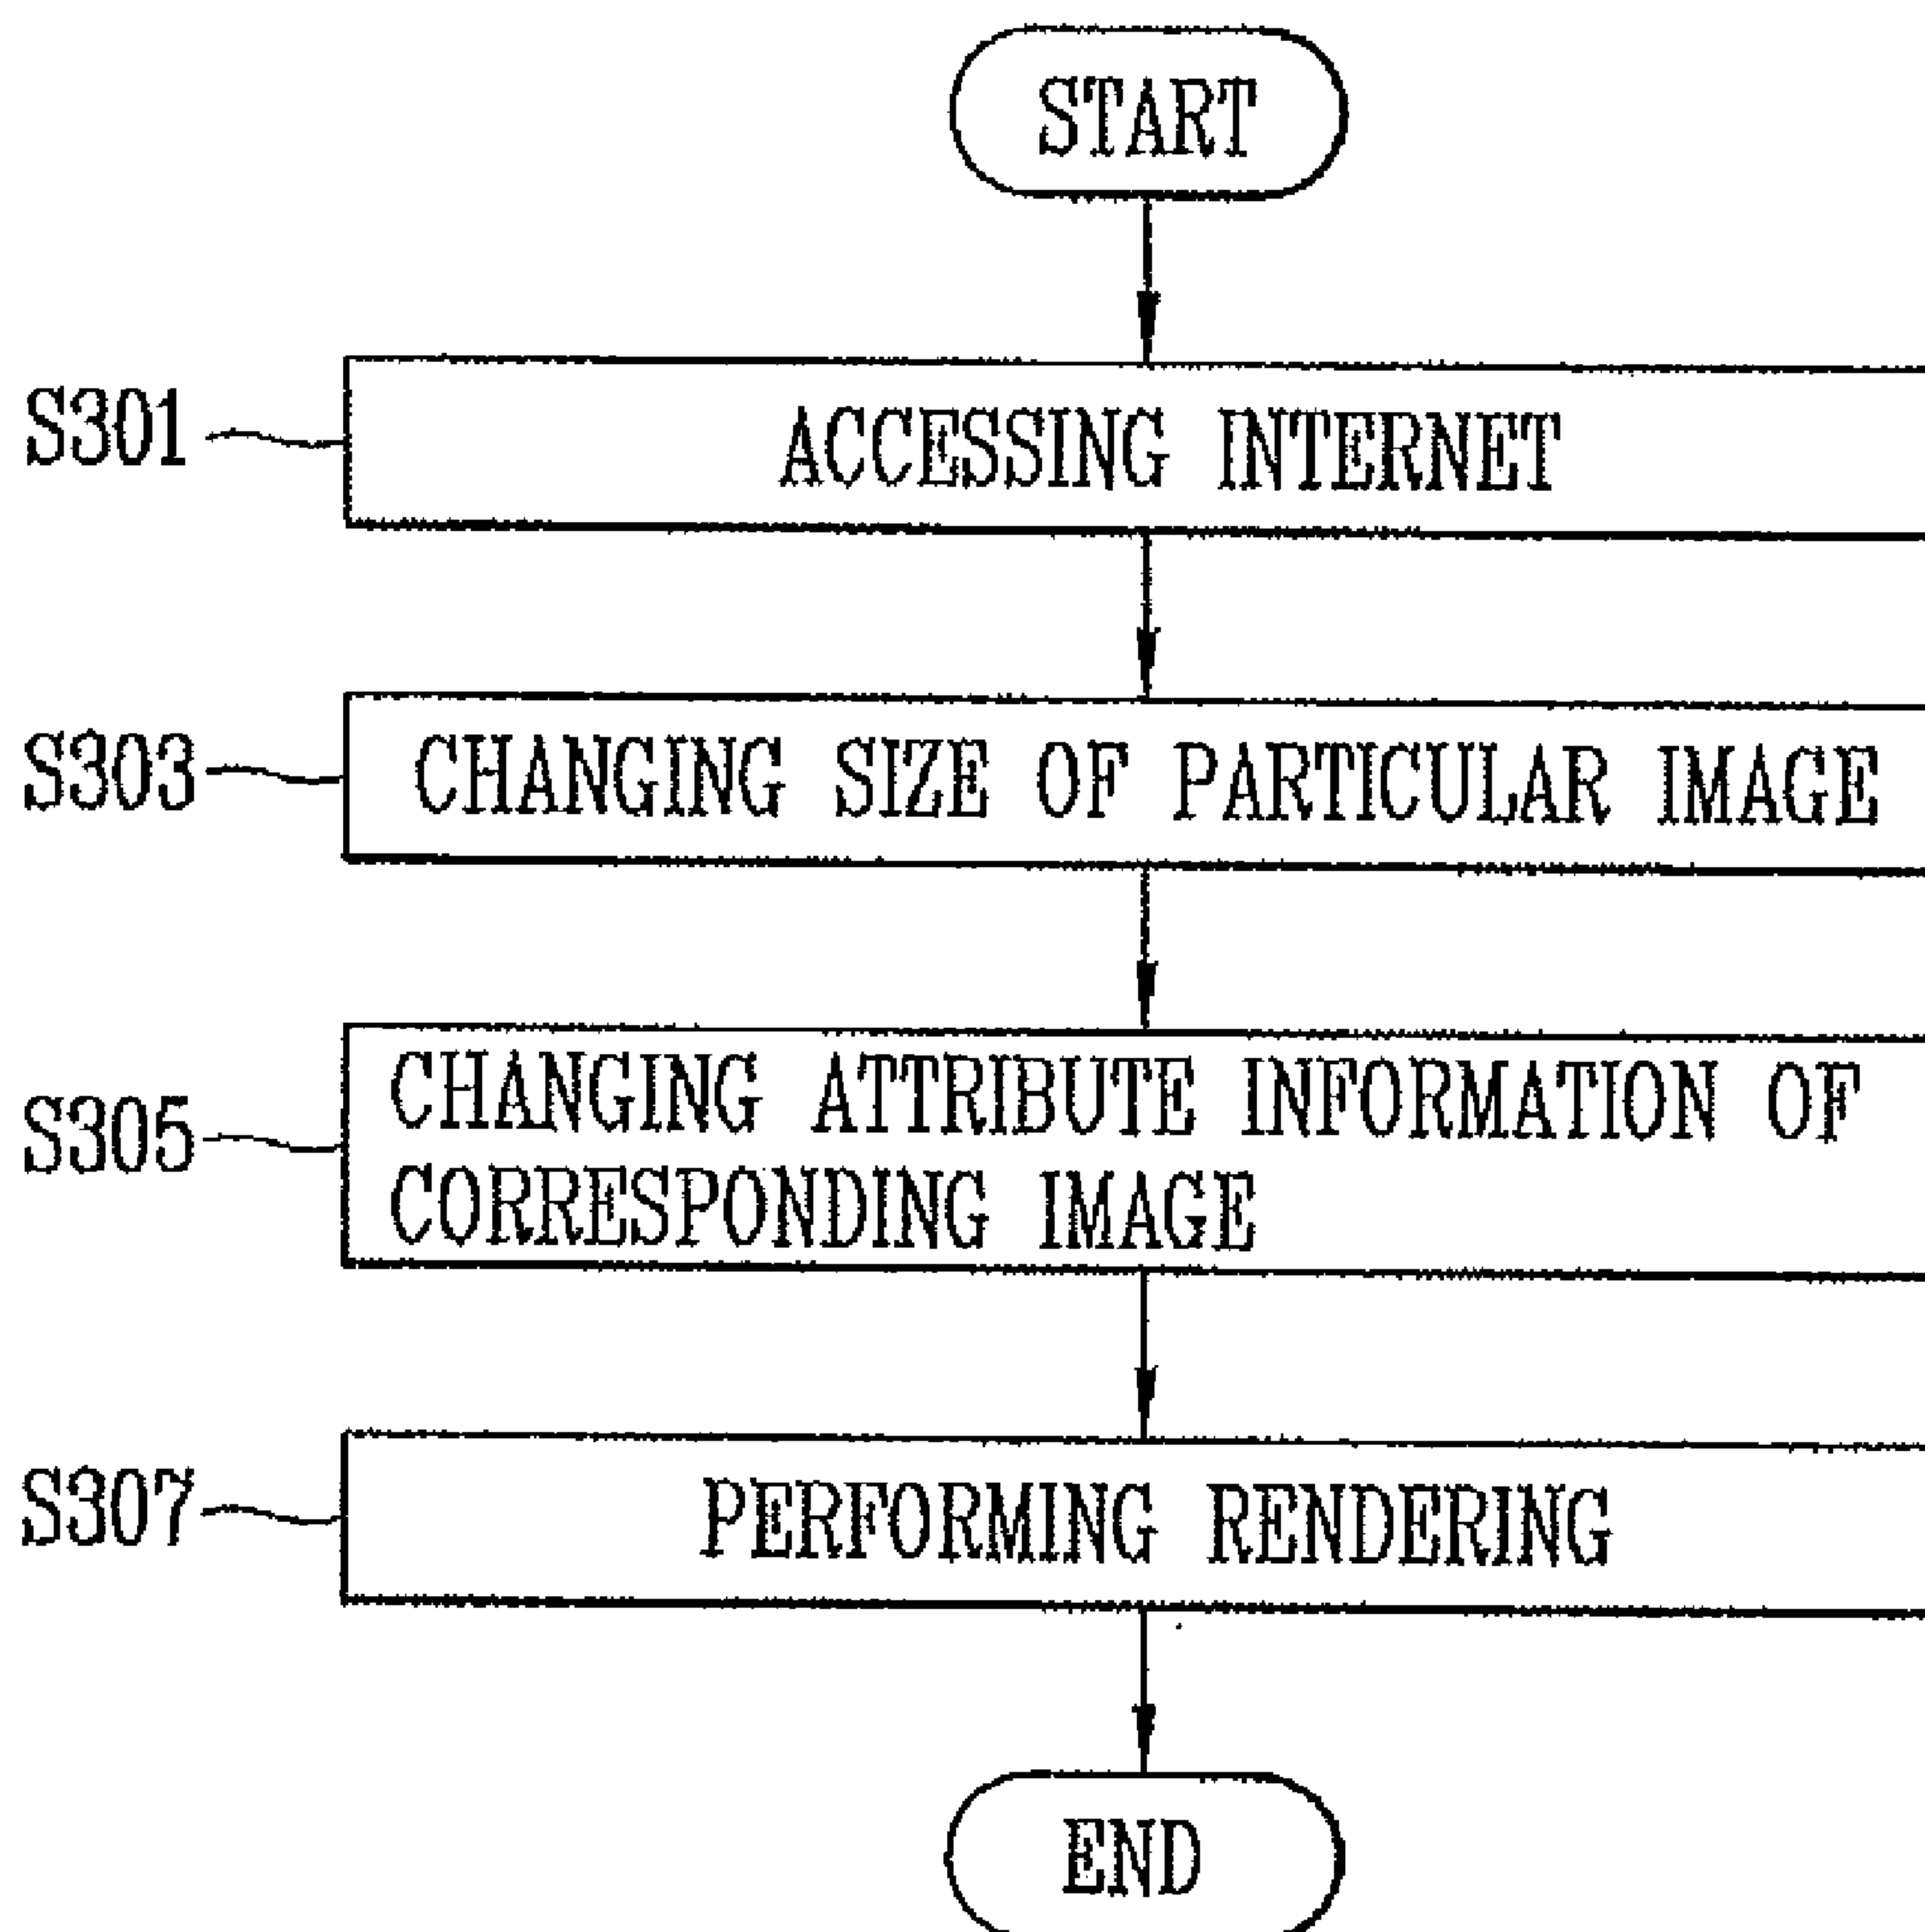 START
S301
ACCESSING INTERNET
S303
CHANGING SIZE OF PARTICULAR IMAGE
S305
CHANGING ATTRIBUTE INFORMATION OF
CORRESPONDING IMAGE
S307
PERFORMING RENDERING
END